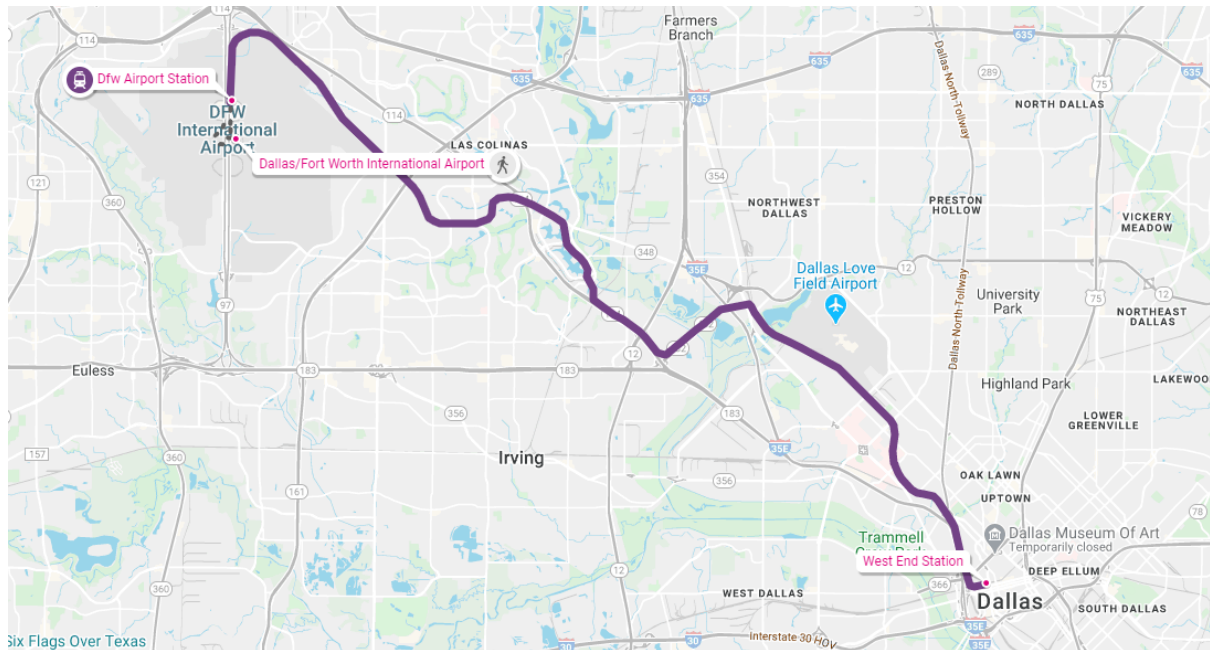 114
114
635
Farmers
Branch
635
Dallas North Tollway
289
635
635
NORTH DALLAS
75
Dfw Airport Station
DFW
International
Airport
Dallas/Fort Worth International Airport
114
LAS COLINAS
121
360
354
NORTHWEST
DALLAS
PRESTON
HOLLOW
VICKERY
MEADOW
348
35E
12
12
Dallas Love
Field Airport
97
University
Park
75
NORTHEAST
DALLAS
Dallas North Tollway
12
Euless
183
183
183
Highland Park
LAKEWOO
356
LOWER
GREENVILLE
157
360
Irving
35E
161
356
OAK LAWN
UPTOWN
78
360
Trammell
Dallas Museum Of Art
Temporarily closed
West End Station
12
366
DEEP ELLUM
WEST DALLAS
Dallas
SOUTH DALLAS
35E
Six Flags Over Texas
30
Interstate 30 HOV
30